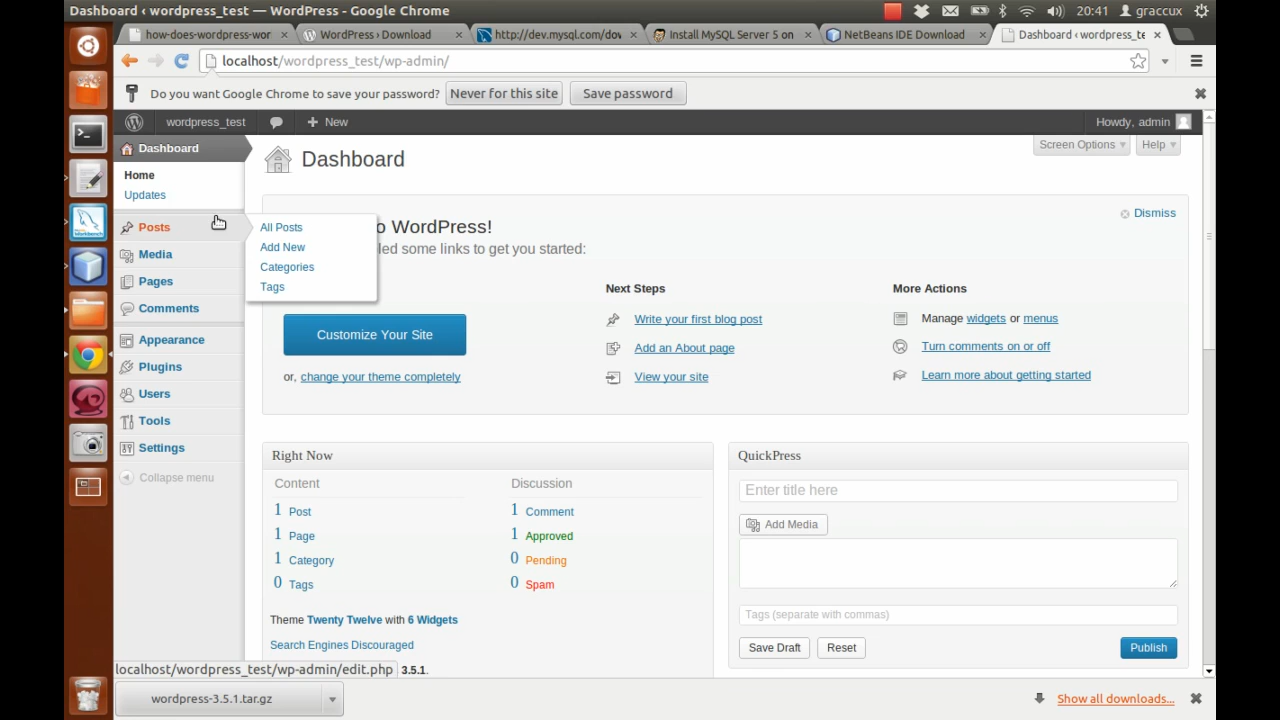 Dashboard ‹ wordpress_test — WordPress - Google Chrome
20:41 graccux
how-does-wordpress-wor
WordPress › Download
http://dev.mysql.com/dow
Install MySQL Server 5 on
NetBeans IDE Download
Dashboard ‹ wordpress_te
localhost/wordpress_test/wp-admin/
Do you want Google Chrome to save your password? Never for this site Save password
wordpress_test + New Howdy, admin
Dashboard
Home
Updates
Posts
Media
Pages
Comments
Appearance
Plugins
Users
Tools
Settings
Collapse menu
All Posts
Add New
Categories
Tags
Screen Options Help
Dashboard
o WordPress!
led some links to get you started:
Dismiss
Customize Your Site
or, change your theme completely
Next Steps
Write your first blog post
Add an About page
View your site
More Actions
Manage widgets or menus
Turn comments on or off
Learn more about getting started
Right Now
Content
1 Post
1 Page
1 Category
0 Tags
Discussion
1 Comment
1 Approved
0 Pending
0 Spam
Theme Twenty Twelve with 6 Widgets
Search Engines Discouraged
3.5.1.
QuickPress
Enter title here
Add Media
Tags (separate with commas)
Save Draft Reset Publish
localhost/wordpress_test/wp-admin/edit.php
wordpress-3.5.1.tar.gz
Show all downloads...